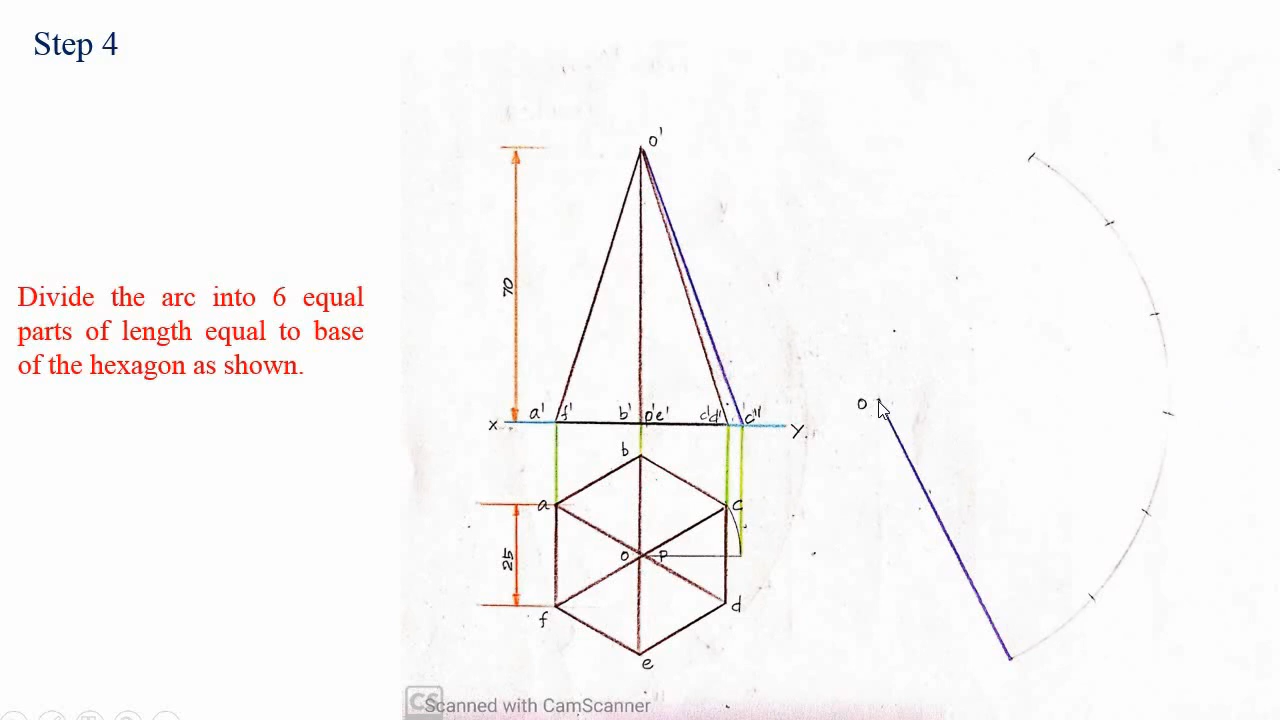 Step 4
Divide the arc into 6 equal
parts of length equal to base
of the hexagon as shown.
o'
70
x a' f' b' p'e' c'd' c'' y
b
a c
25 o p
f d
e
o
CS Scanned with CamScanner